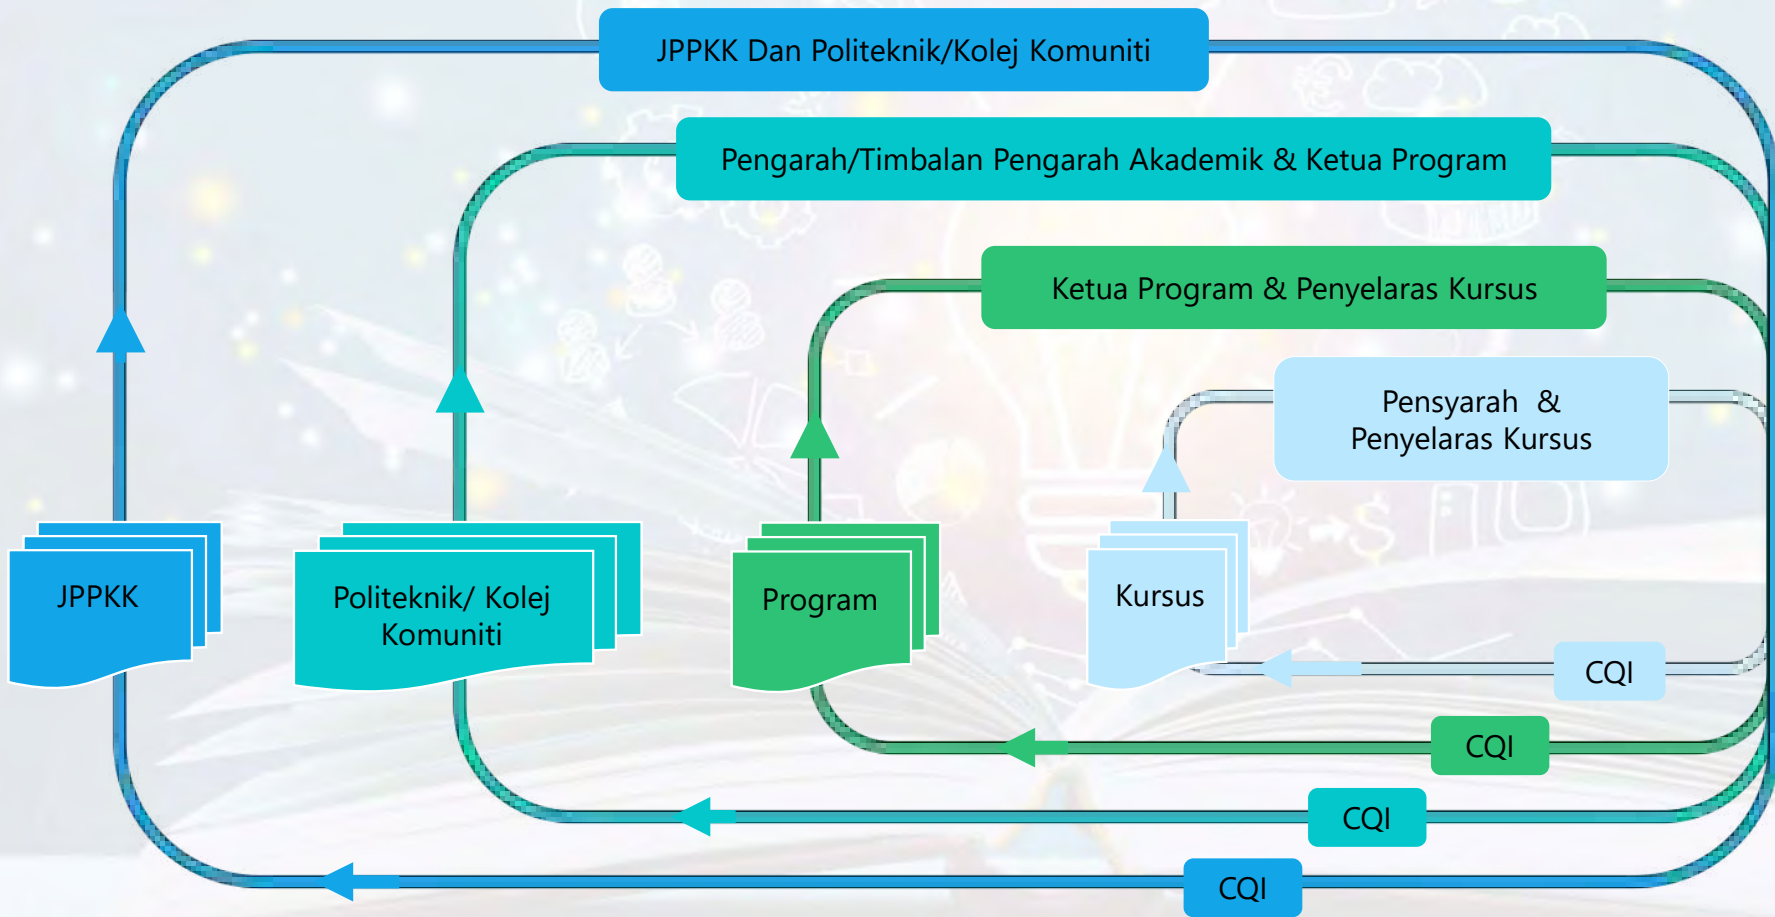 JPPKK Dan Politeknik/Kolej Komuniti
Pengarah/Timbalan Pengarah Akademik & Ketua Program
Ketua Program & Penyelaras Kursus
Pensyarah &
Penyelaras Kursus
JPPKK
Politeknik/ Kolej
Komuniti
Program
Kursus
CQI
CQI
CQI
CQI